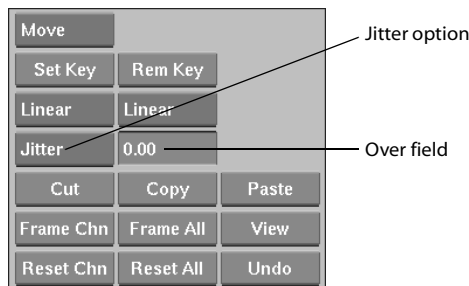 Move
Jitter option
Set Key Rem Key
Linear Linear
Jitter 0.00 Over field
Cut Copy Paste
Frame Chn Frame All View
Reset Chn Reset All Undo